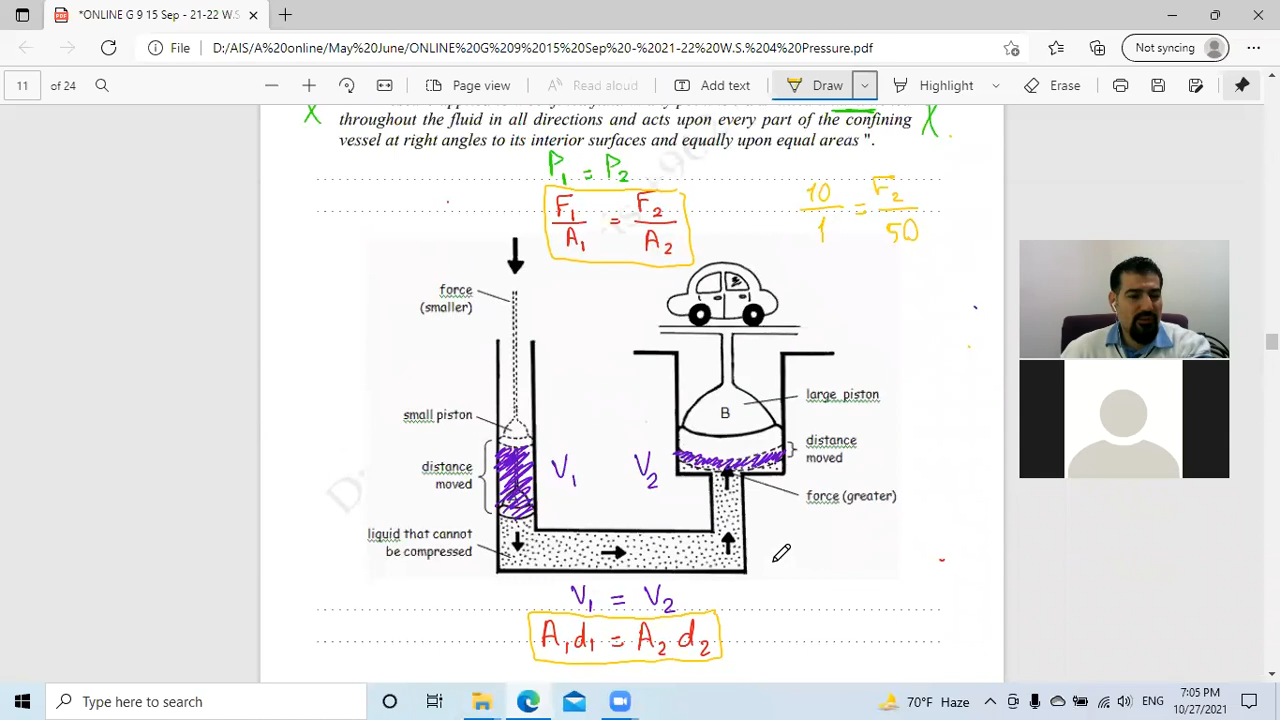 *ONLINE G 9 15 Sep - 21-22 W.S
File
D:/AIS/A%20online/May%20June/ONLINE%20G%209%2015%20Sep%20-%2021-22%20W.S.%204%20Pressure.pdf
Not syncing
11
of 24
Page view
Read aloud
Add text
Draw
Highlight
Erase
X
X
throughout the fluid in all directions and acts upon every part of the confining
vessel at right angles to its interior surfaces and equally upon equal areas ".
P1 = P2
F1/A1 = F2/A2
10/1 = F2/50
force
(smaller)
small piston
distance
moved
liquid that cannot
be compressed
V1
V2
B
large piston
distance
moved
force (greater)
V1 = V2
A1d1 = A2 d2
Type here to search
70°F Haze
7:05 PM
10/27/2021